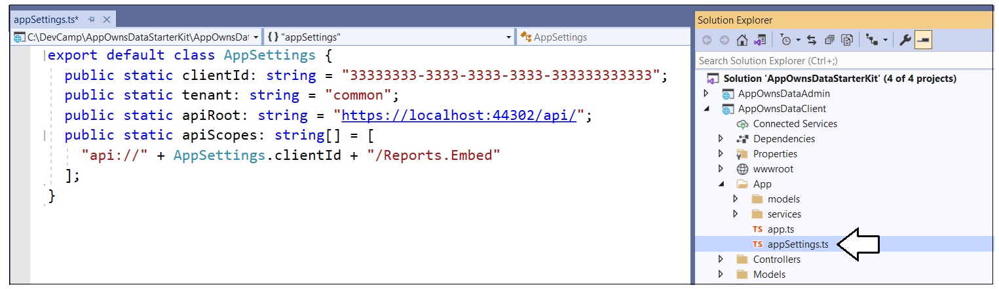 appSettings.ts*
C:\DevCamp\AppOwnsDataStarterKit\AppOwnsDat
{} "appSettings"
AppSettings
export default class AppSettings {
public static clientId: string = "33333333-3333-3333-3333-333333333333";
public static tenant: string = "common";
public static apiRoot: string = "https://localhost:44302/api/";
public static apiScopes: string[] = [
"api://" + AppSettings.clientId + "/Reports.Embed"
];
}
Solution Explorer
Search Solution Explorer (Ctrl+;)
Solution 'AppOwnsDataStarterKit' (4 of 4 projects)
AppOwnsDataAdmin
AppOwnsDataClient
Connected Services
Dependencies
Properties
wwwroot
App
models
services
TS app.ts
TS appSettings.ts
Controllers
Models